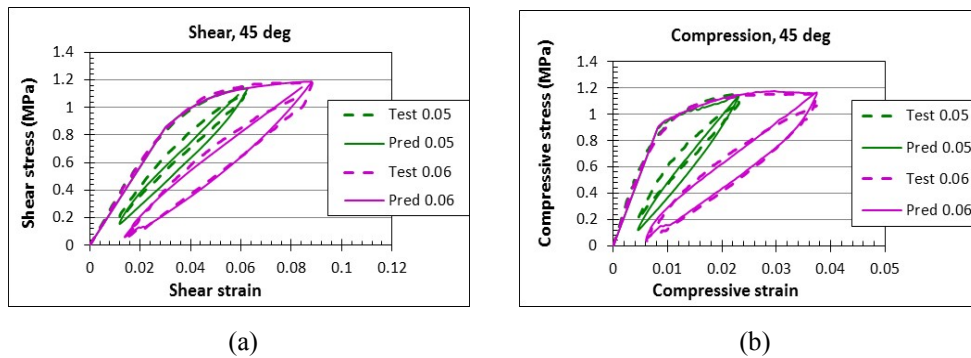 Shear, 45 deg
Shear stress (MPa)
1.4
1.2
1
0.8
0.6
0.4
0.2
0
0 0.02 0.04 0.06 0.08 0.1 0.12
Shear strain
Test 0.05
Pred 0.05
Test 0.06
Pred 0.06
(a)
Compression, 45 deg
Compressive stress (MPa)
1.4
1.2
1
0.8
0.6
0.4
0.2
0
0 0.01 0.02 0.03 0.04 0.05
Compressive strain
Test 0.05
Pred 0.05
Test 0.06
Pred 0.06
(b)